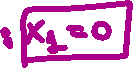 ; x₁ = 0